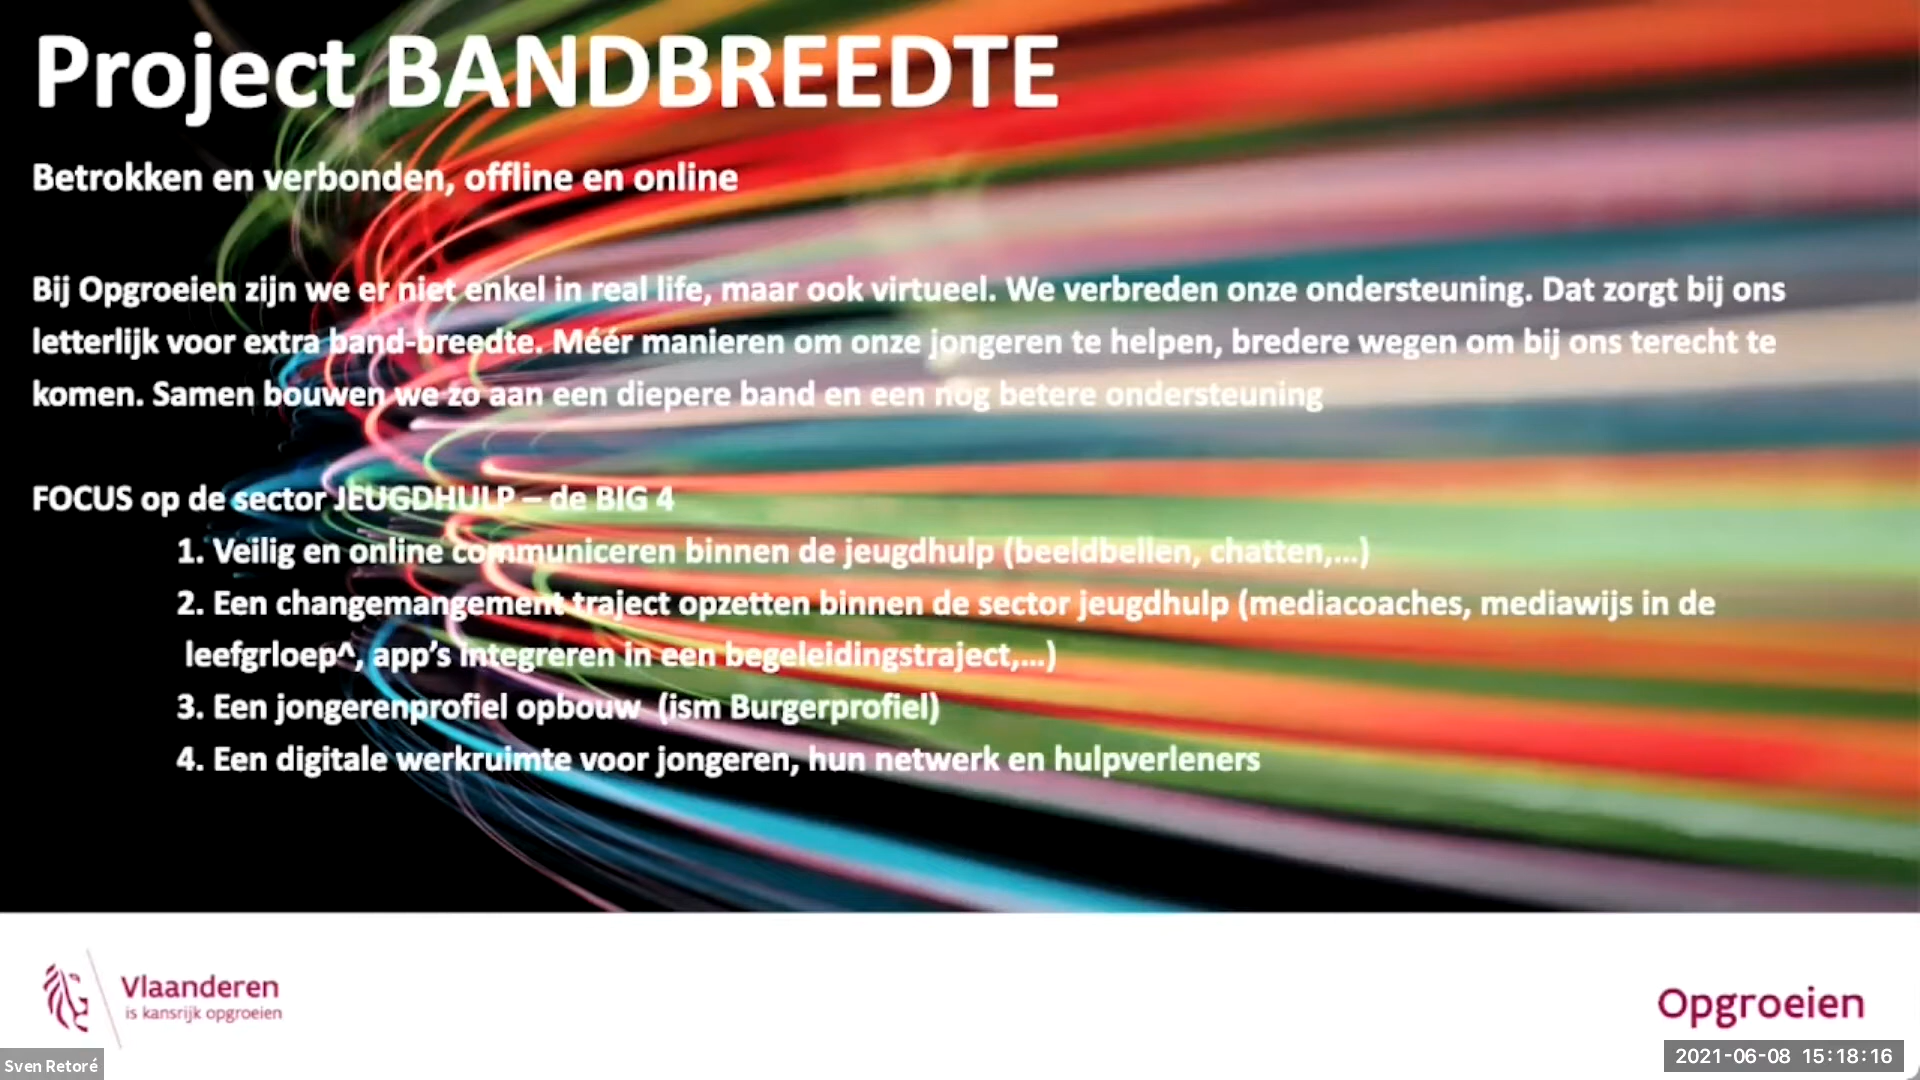 Project BANDBREEDTE
Betrokken en verbonden, offline en online
Bij Opgroeien zijn we er niet enkel in real life, maar ook virtueel. We verbreden onze ondersteuning. Dat zorgt bij ons
letterlijk voor extra band-breedte. Méér manieren om onze jongeren te helpen, bredere wegen om bij ons terecht te
komen. Samen bouwen we zo aan een diepere band en een nog betere ondersteuning
FOCUS op de sector JEUGDHULP – de BIG 4
1. Veilig en online communiceren binnen de jeugdhulp (beeldbellen, chatten,...)
2. Een changemangement traject opzetten binnen de sector jeugdhulp (mediacoaches, mediawijs in de
leefgrloep^, app's integreren in een begeleidingstraject,...)
3. Een jongerenprofiel opbouw (ism Burgerprofiel)
4. Een digitale werkruimte voor jongeren, hun netwerk en hulpverleners
Vlaanderen
is kansrijk opgroeien
Opgroeien
Sven Retoré
2021-06-08 15:18:16